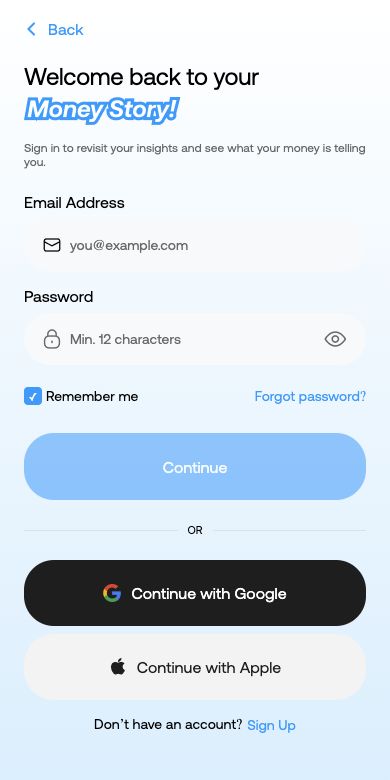 Back
Welcome back to your
Money Story!
Sign in to revisit your insights and see what your money is telling
you.
Email Address
you@example.com
Password
Min. 12 characters
Remember me
Forgot password?
Continue
OR
Continue with Google
Continue with Apple
Don't have an account? Sign Up